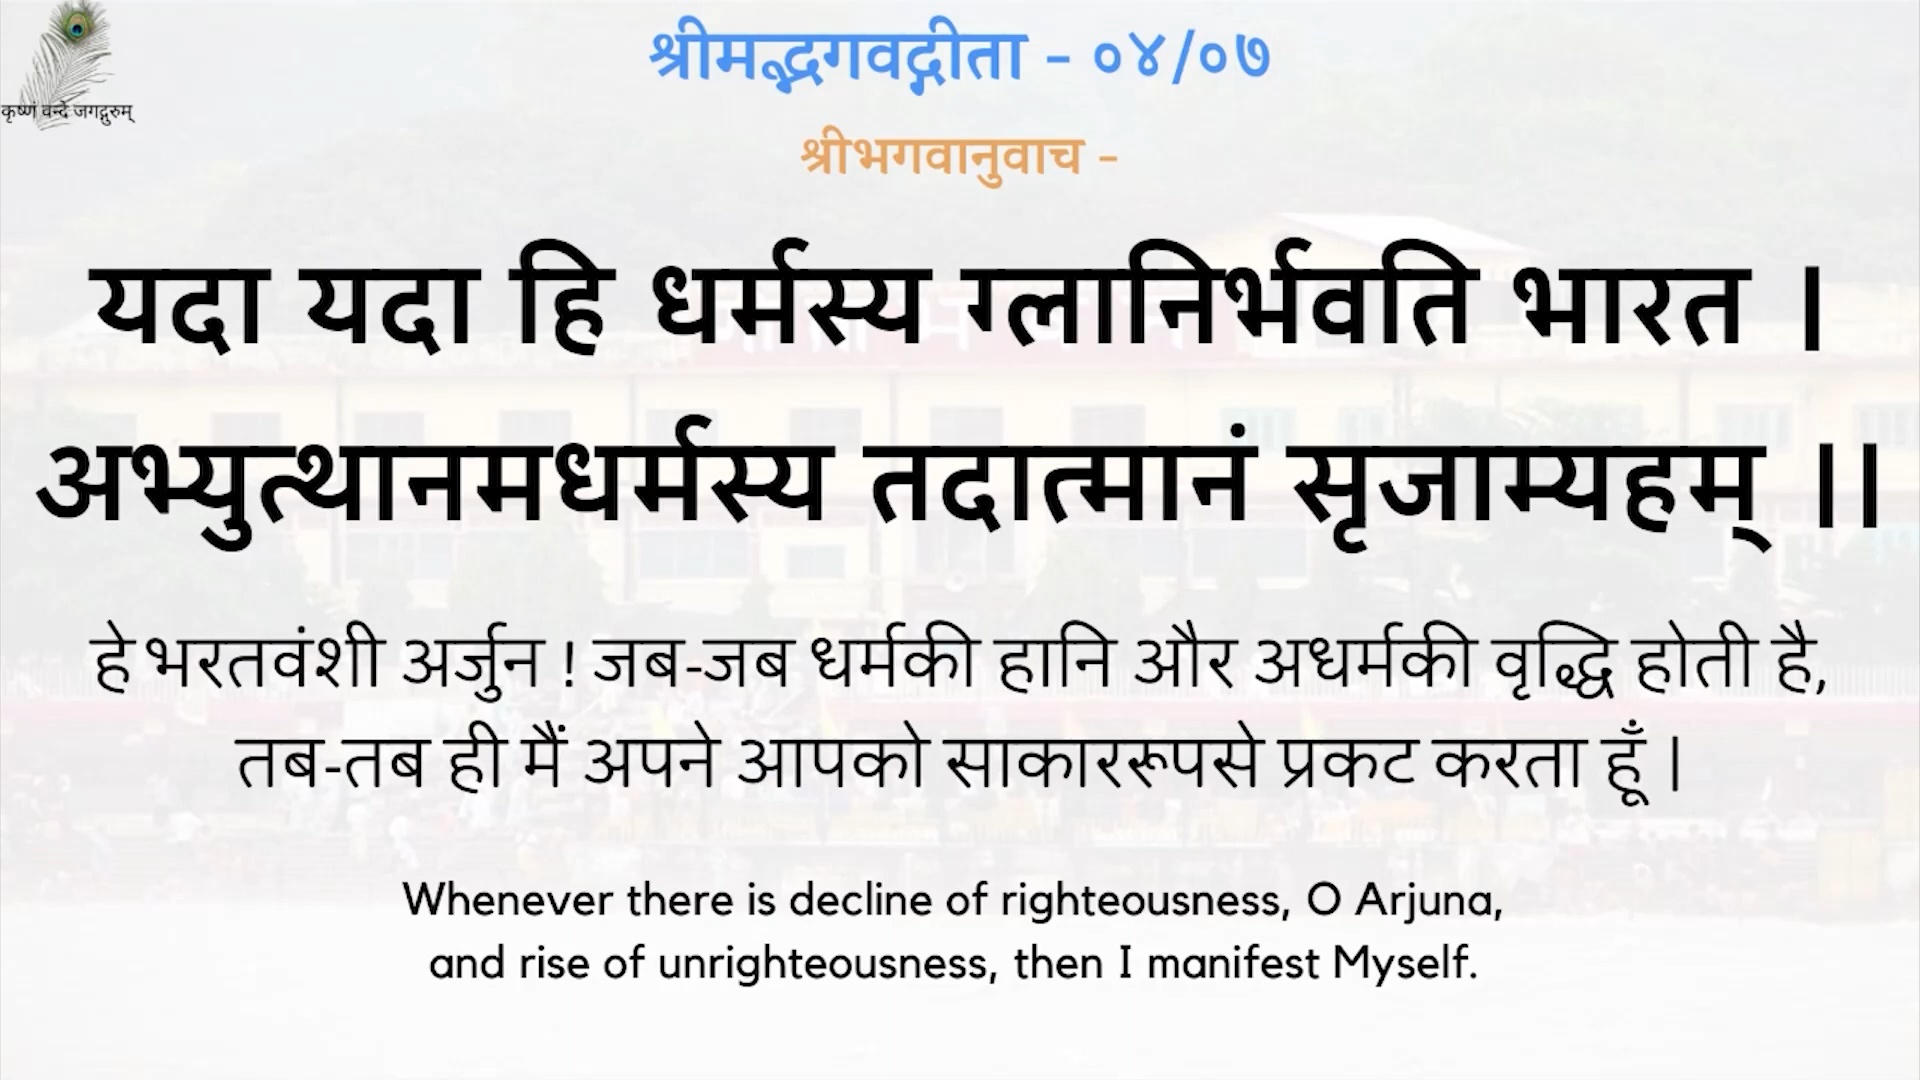 श्रीमद्भगवद्गीता - ०४/०७
कृष्णं वन्दे जगद्गुरुम्
श्रीभगवानुवाच -
यदा यदा हि धर्मस्य ग्लानिर्भवति भारत ।
अभ्युत्थानमधर्मस्य तदात्मानं सृजाम्यहम् ।।
हे भरतवंशी अर्जुन ! जब-जब धर्मकी हानि और अधर्मकी वृद्धि होती है,
तब-तब ही मैं अपने आपको साकाररूपसे प्रकट करता हूँ |
Whenever there is decline of righteousness, O Arjuna,
and rise of unrighteousness, then I manifest Myself.